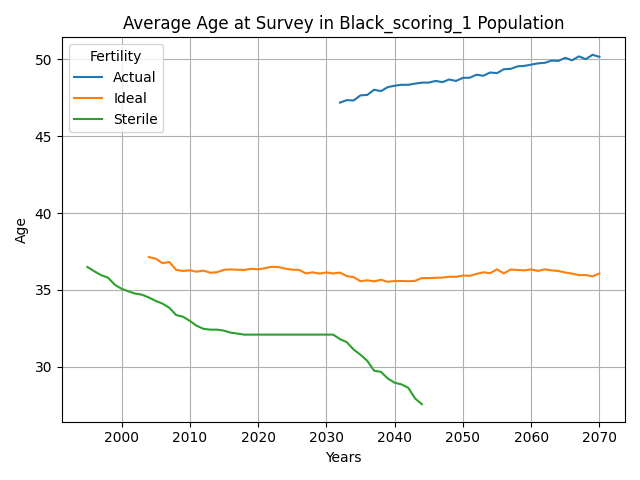 Average Age at Survey in Black_scoring_1 Population
Fertility
Actual
Ideal
Sterile
Age
50
45
40
35
30
2000 2010 2020 2030 2040 2050 2060 2070
Years